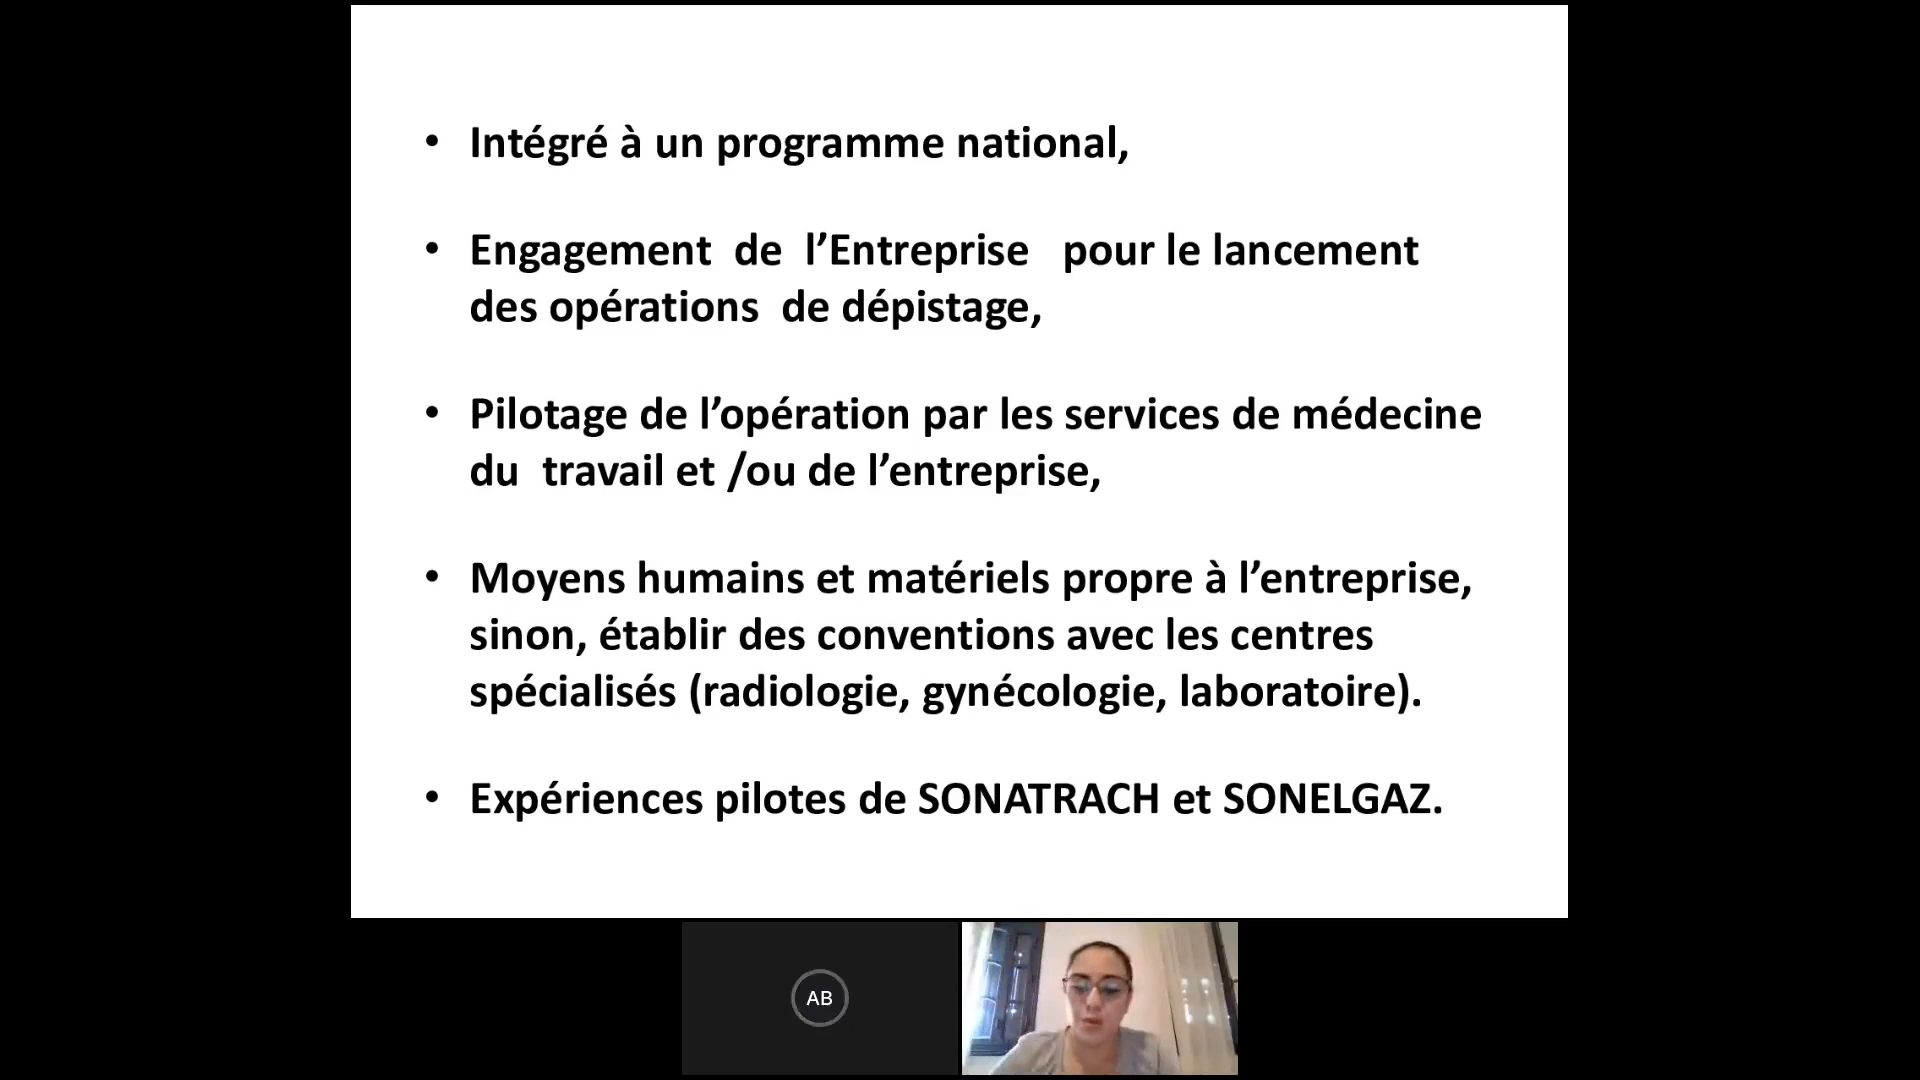 • Intégré à un programme national,
• Engagement de l’Entreprise pour le lancement
des opérations de dépistage,
• Pilotage de l’opération par les services de médecine
du travail et /ou de l’entreprise,
• Moyens humains et matériels propre à l’entreprise,
sinon, établir des conventions avec les centres
spécialisés (radiologie, gynécologie, laboratoire).
• Expériences pilotes de SONATRACH et SONELGAZ.
AB